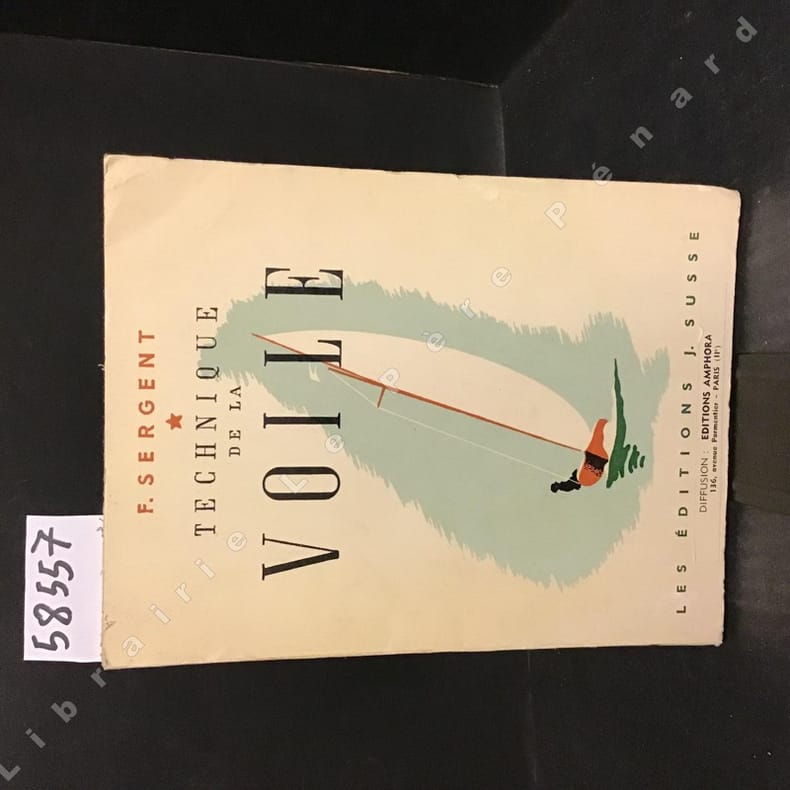 F. SERGENT
TECHNIQUE
DE LA
VOILE
LES ÉDITIONS J. SUSSE
DIFFUSION : EDITIONS AMPHORA
136, avenue Parmentier - PARIS (IIᵉ)
58557
Librairie Le Père Pénard